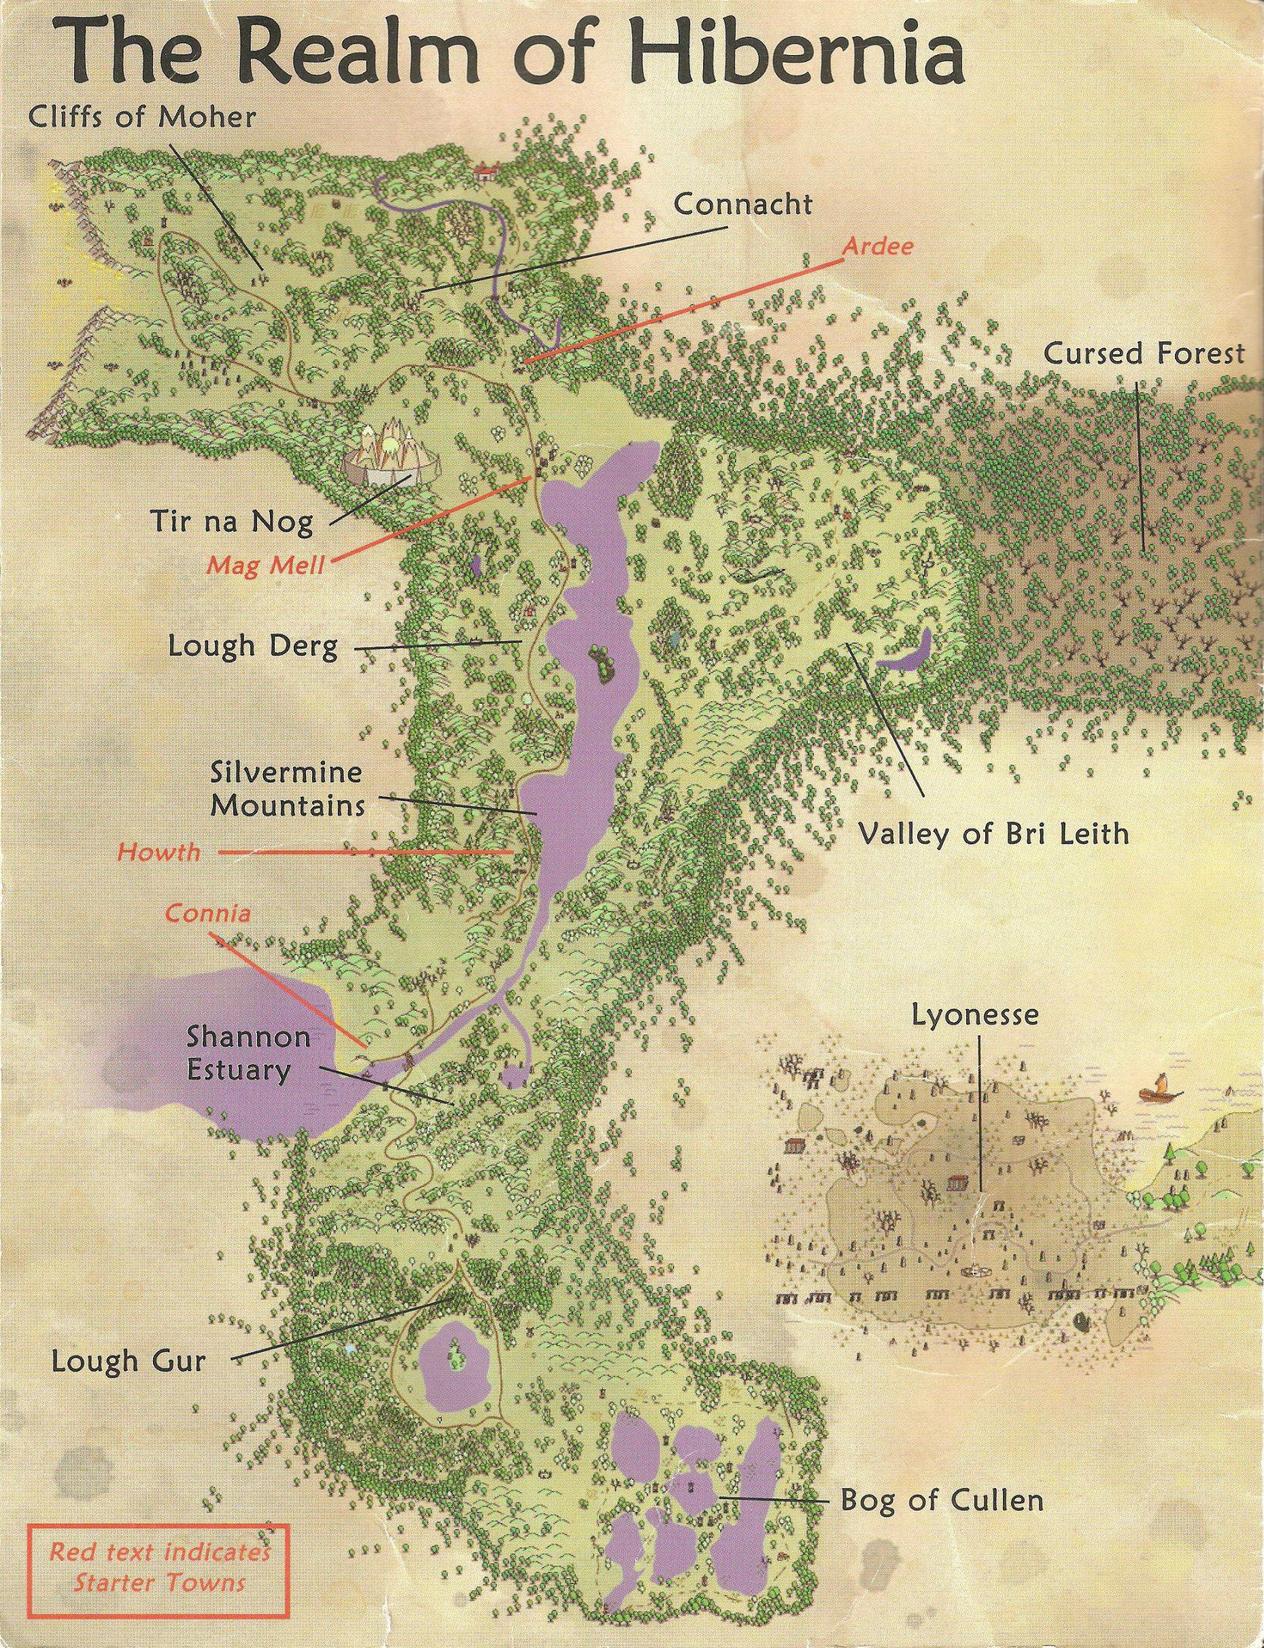 The Realm of Hibernia
Cliffs of Moher
Connacht
Ardee
Cursed Forest
Tir na Nog
Mag Mell
Lough Derg
Silvermine
Mountains
Valley of Bri Leith
Howth
Connia
Lyonesse
Shannon
Estuary
Lough Gur
Bog of Cullen
Red text indicates
Starter Towns